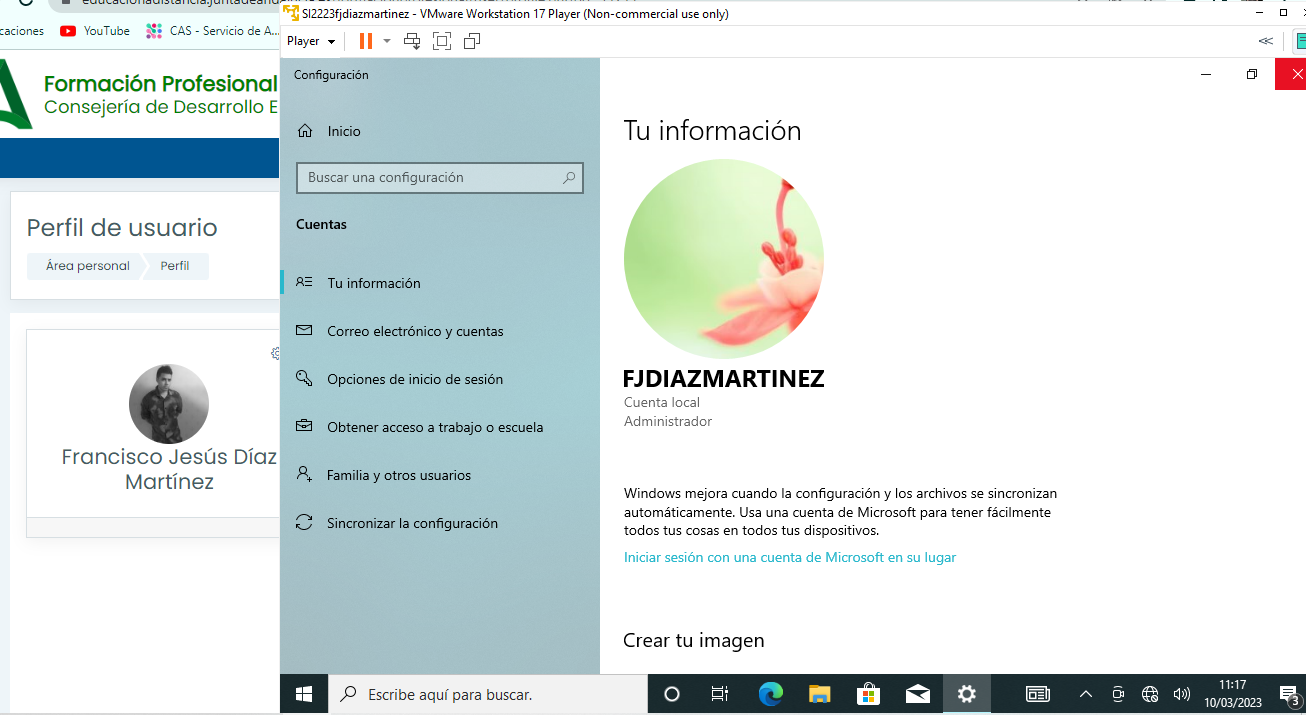 SI2223fjdiazmartinez - VMware Workstation 17 Player (Non-commercial use only)
YouTube
CAS - Servicio de A...
Player
Formación Profesional
Consejería de Desarrollo E
Perfil de usuario
Área personal
Perfil
Francisco Jesús Díaz
Martínez
Configuración
Inicio
Buscar una configuración
Cuentas
Tu información
Correo electrónico y cuentas
Opciones de inicio de sesión
Obtener acceso a trabajo o escuela
Familia y otros usuarios
Sincronizar la configuración
Tu información
FJDIAZMARTINEZ
Cuenta local
Administrador
Windows mejora cuando la configuración y los archivos se sincronizan
automáticamente. Usa una cuenta de Microsoft para tener fácilmente
todos tus cosas en todos tus dispositivos.
Iniciar sesión con una cuenta de Microsoft en su lugar
Crear tu imagen
Escribe aquí para buscar.
11:17
10/03/2023
3